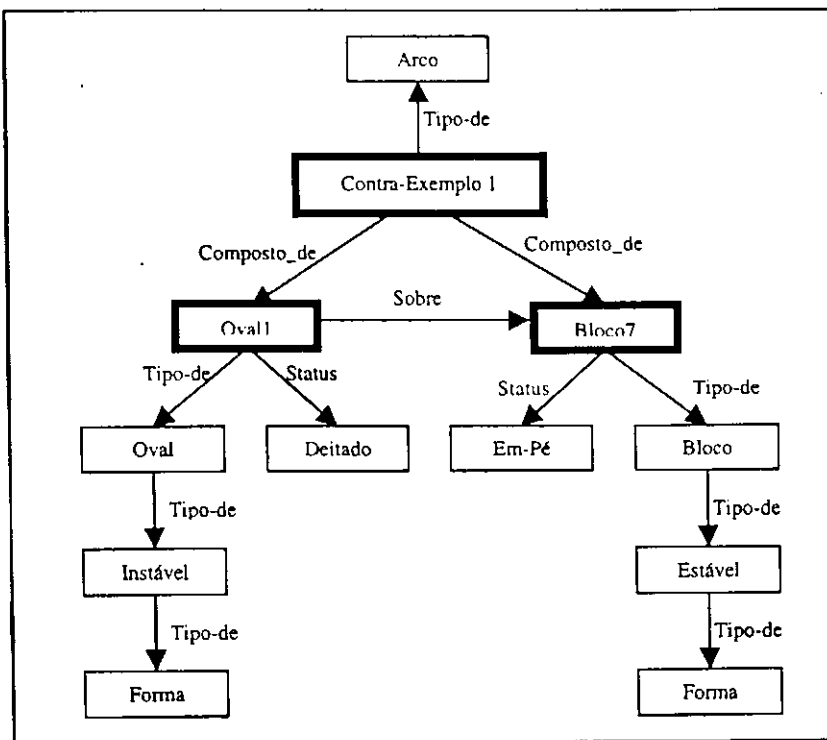 Arco
Tipo-de
Contra-Exemplo 1
Composto_de
Composto_de
Sobre
Oval1
Bloco7
Tipo-de
Status
Status
Tipo-de
Oval
Deitado
Em-Pé
Bloco
Tipo-de
Tipo-de
Instável
Estável
Tipo-de
Tipo-de
Forma
Forma